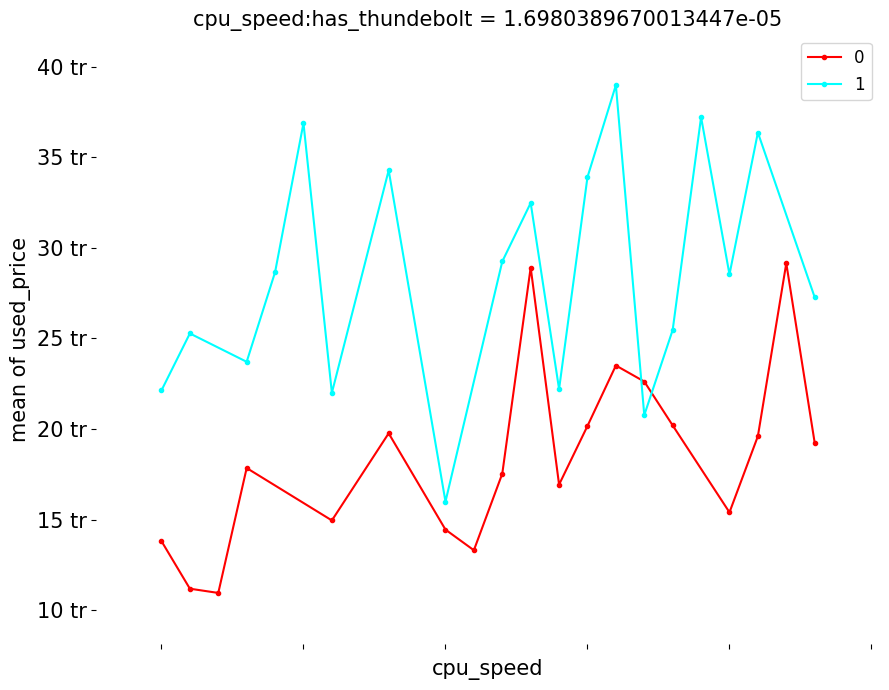 cpu_speed:has_thundebolt = 1.6980389670013447e-05
0
1
40 tr
35 tr
30 tr
25 tr
20 tr
15 tr
10 tr
mean of used_price
cpu_speed